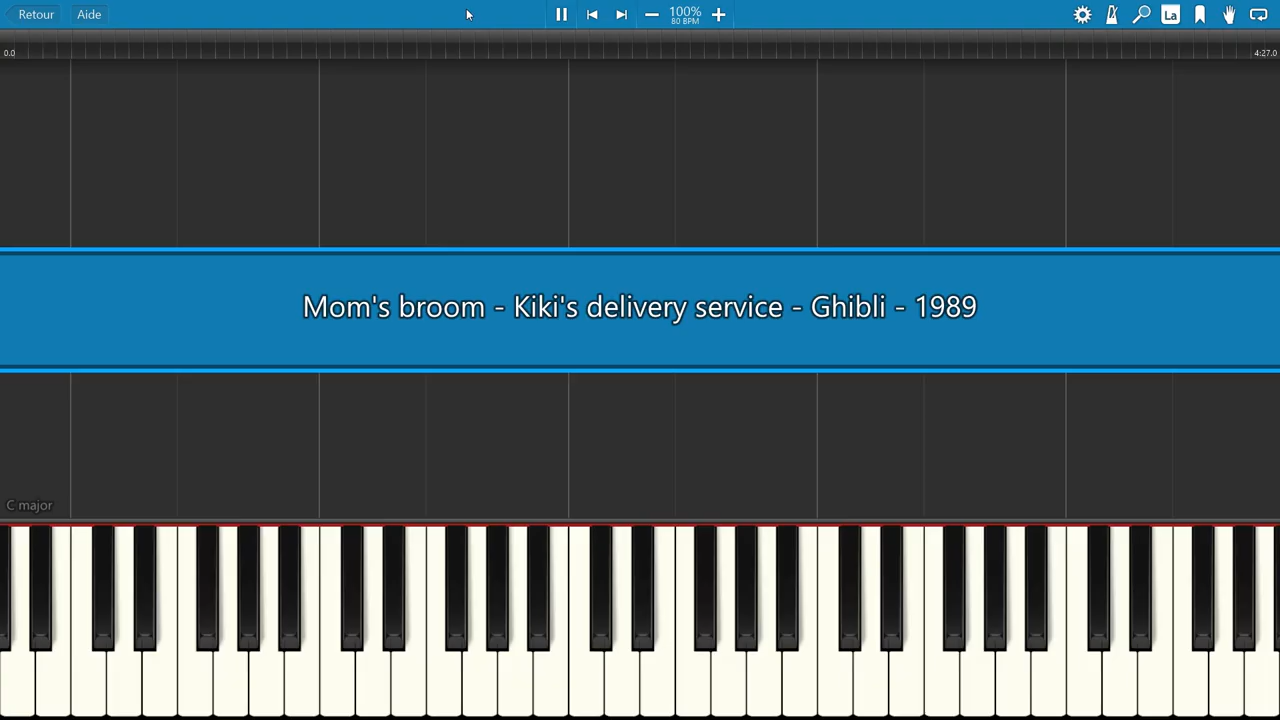 Retour Aide 100% La
80 BPM
0.0 4:27.0
Mom's broom - Kiki's delivery service - Ghibli - 1989
C major